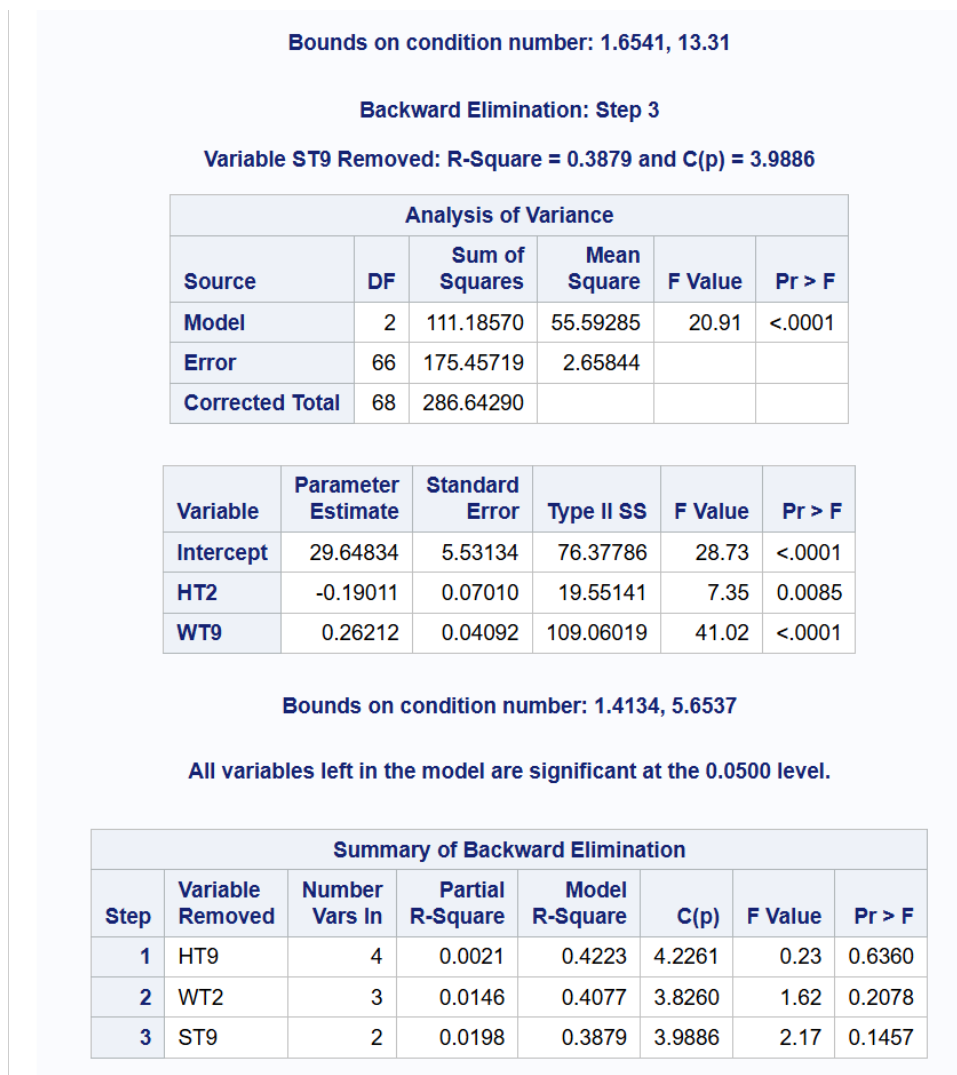 Bounds on condition number: 1.6541, 13.31
Backward Elimination: Step 3
Variable ST9 Removed: R-Square = 0.3879 and C(p) = 3.9886
Analysis of Variance
Source DF Sum of Squares Mean Square F Value Pr > F
Model 2 111.18570 55.59285 20.91 <.0001
Error 66 175.45719 2.65844
Corrected Total 68 286.64290
Variable Parameter Estimate Standard Error Type II SS F Value Pr > F
Intercept 29.64834 5.53134 76.37786 28.73 <.0001
HT2 -0.19011 0.07010 19.55141 7.35 0.0085
WT9 0.26212 0.04092 109.06019 41.02 <.0001
Bounds on condition number: 1.4134, 5.6537
All variables left in the model are significant at the 0.0500 level.
Summary of Backward Elimination
Step Variable Removed Number Vars In Partial R-Square Model R-Square C(p) F Value Pr > F
1 HT9 4 0.0021 0.4223 4.2261 0.23 0.6360
2 WT2 3 0.0146 0.4077 3.8260 1.62 0.2078
3 ST9 2 0.0198 0.3879 3.9886 2.17 0.1457